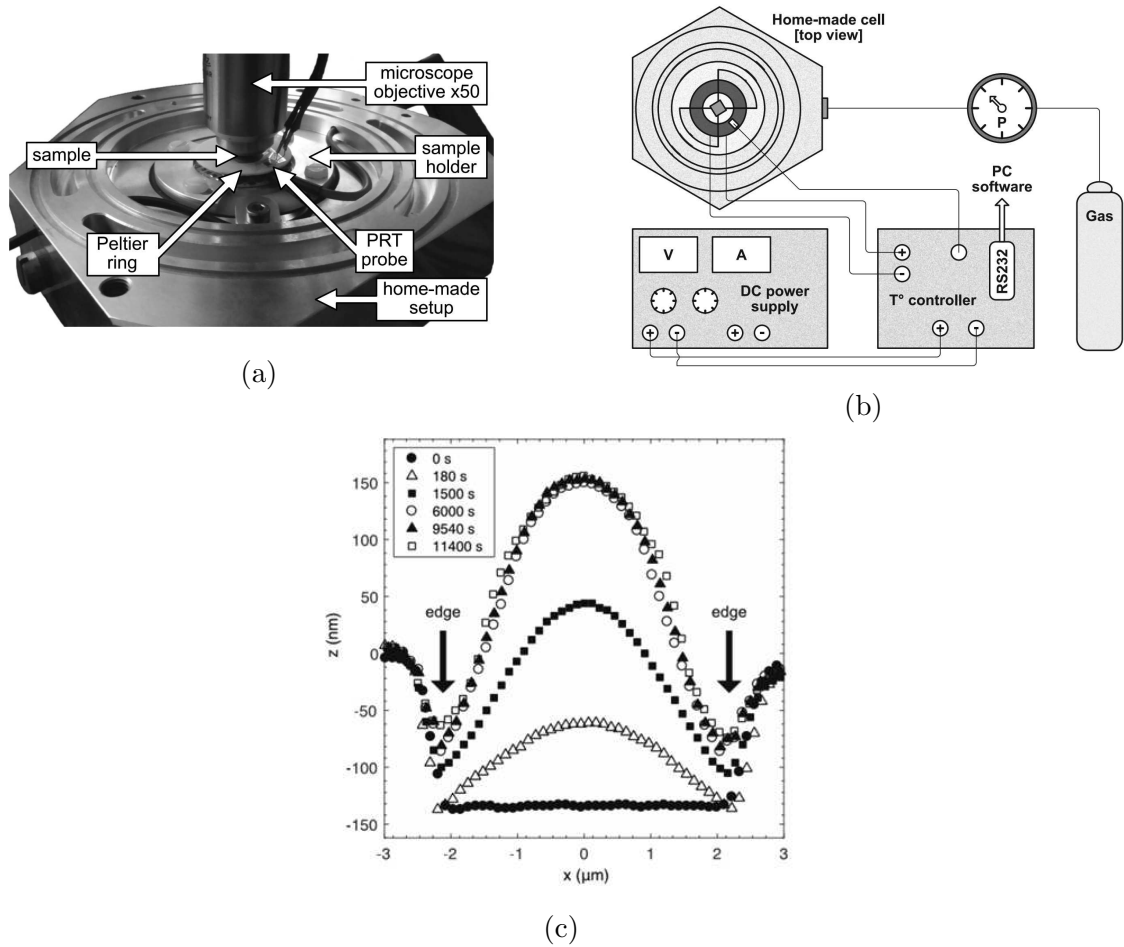 microscope
objective x50
sample
sample
holder
Peltier
ring
PRT
probe
home-made
setup
(a)
Home-made cell
[top view]
P
PC
software
Gas
V
A
RS232
DC power
supply
T° controller
+
-
+
-
+
-
+
-
(b)
0 s
180 s
1500 s
6000 s
9540 s
11400 s
edge
edge
150
100
50
0
-50
-100
-150
z (nm)
-3
-2
-1
0
1
2
3
x (μm)
(c)